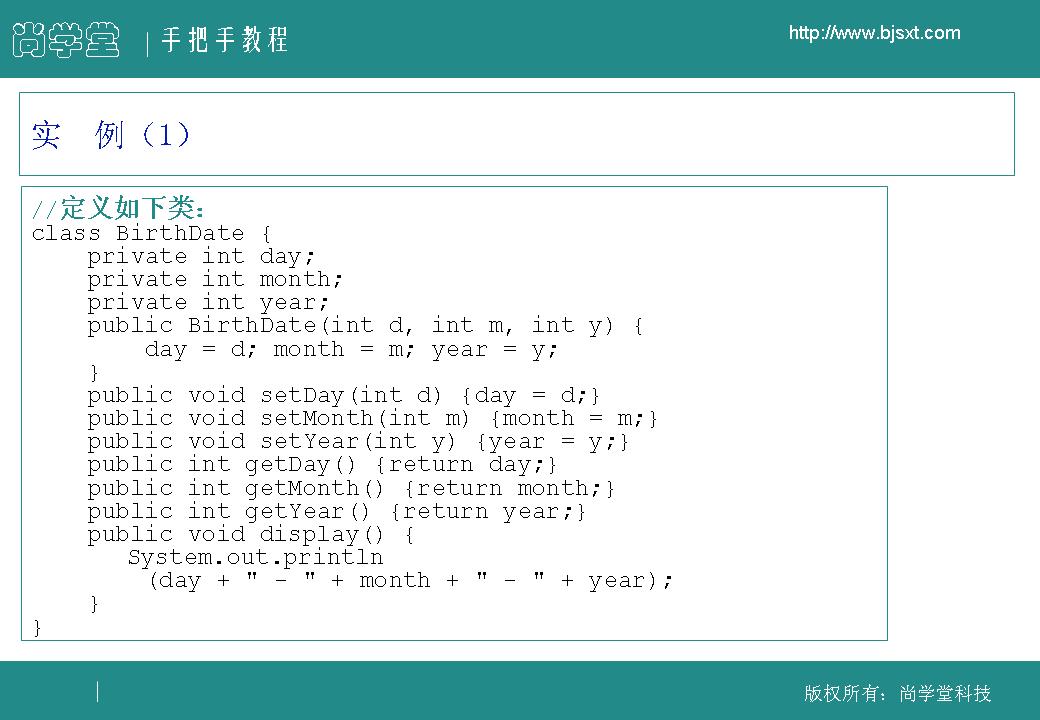 尚学堂
手把手教程
http://www.bjsxt.com
实 例（1）
//定义如下类：
class BirthDate {
    private int day;
    private int month;
    private int year;
    public BirthDate(int d, int m, int y) {
        day = d; month = m; year = y;
    }
    public void setDay(int d) {day = d;}
    public void setMonth(int m) {month = m;}
    public void setYear(int y) {year = y;}
    public int getDay() {return day;}
    public int getMonth() {return month;}
    public int getYear() {return year;}
    public void display() {
       System.out.println
        (day + " - " + month + " - " + year);
    }
}
版权所有：尚学堂科技